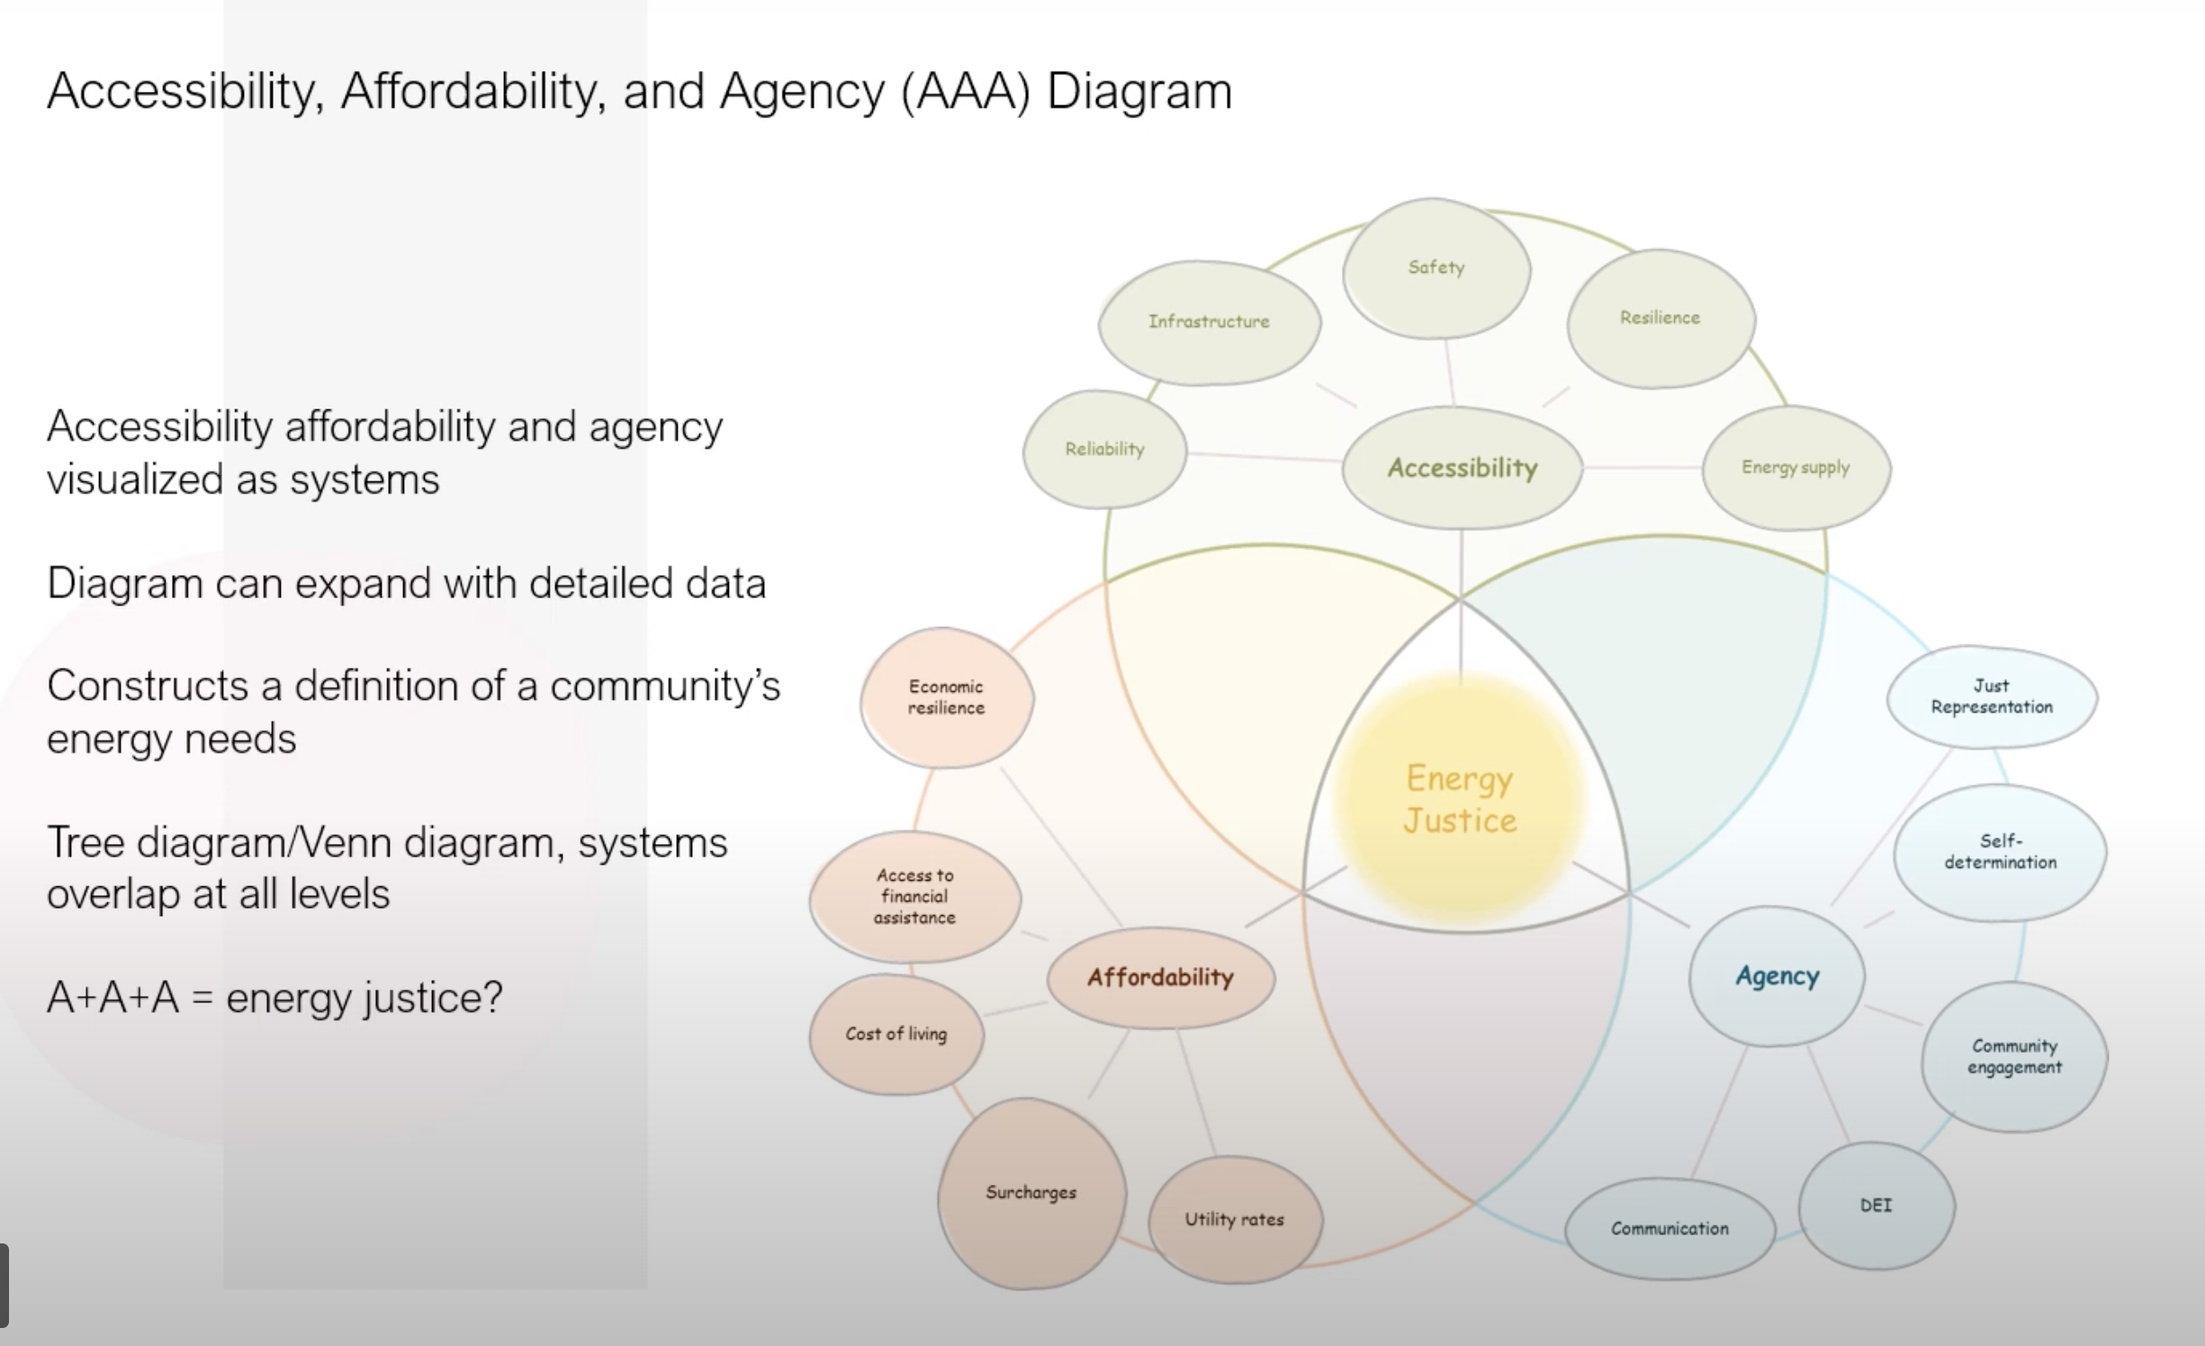 Accessibility, Affordability, and Agency (AAA) Diagram
Accessibility affordability and agency
visualized as systems
Diagram can expand with detailed data
Constructs a definition of a community's
energy needs
Tree diagram/Venn diagram, systems
overlap at all levels
A+A+A = energy justice?
Safety
Infrastructure
Resilience
Reliability
Accessibility
Energy supply
Energy
Justice
Economic
resilience
Access to
financial
assistance
Affordability
Cost of living
Surcharges
Utility rates
Just
Representation
Self-
determination
Agency
Community
engagement
DEI
Communication